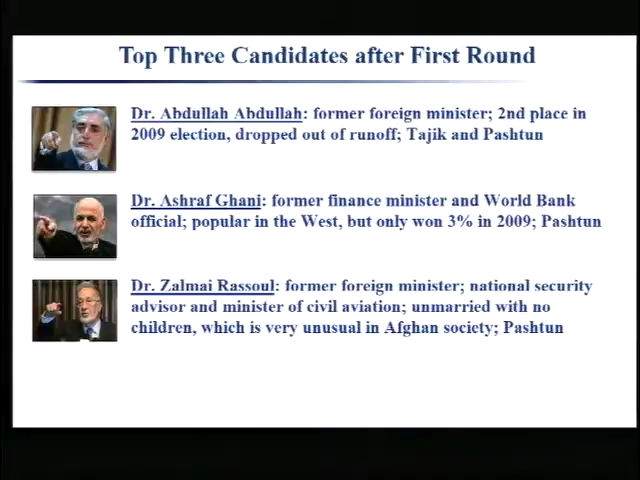 Top Three Candidates after First Round
Dr. Abdullah Abdullah: former foreign minister; 2nd place in
2009 election, dropped out of runoff; Tajik and Pashtun
Dr. Ashraf Ghani: former finance minister and World Bank
official; popular in the West, but only won 3% in 2009; Pashtun
Dr. Zalmai Rassoul: former foreign minister; national security
advisor and minister of civil aviation; unmarried with no
children, which is very unusual in Afghan society; Pashtun